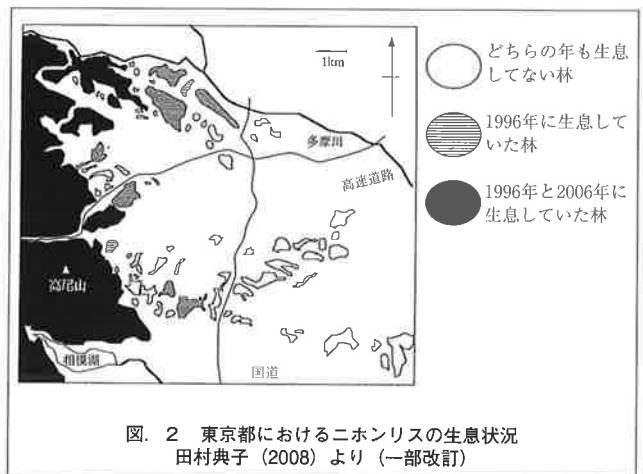 1km
多摩川
高速道路
高尾山
相模湖
国道
どちらの年も生息
してない林
1996年に生息して
いた林
1996年と2006年に
生息していた林
図．２　東京都におけるニホンリスの生息状況
田村典子（2008）より（一部改訂）